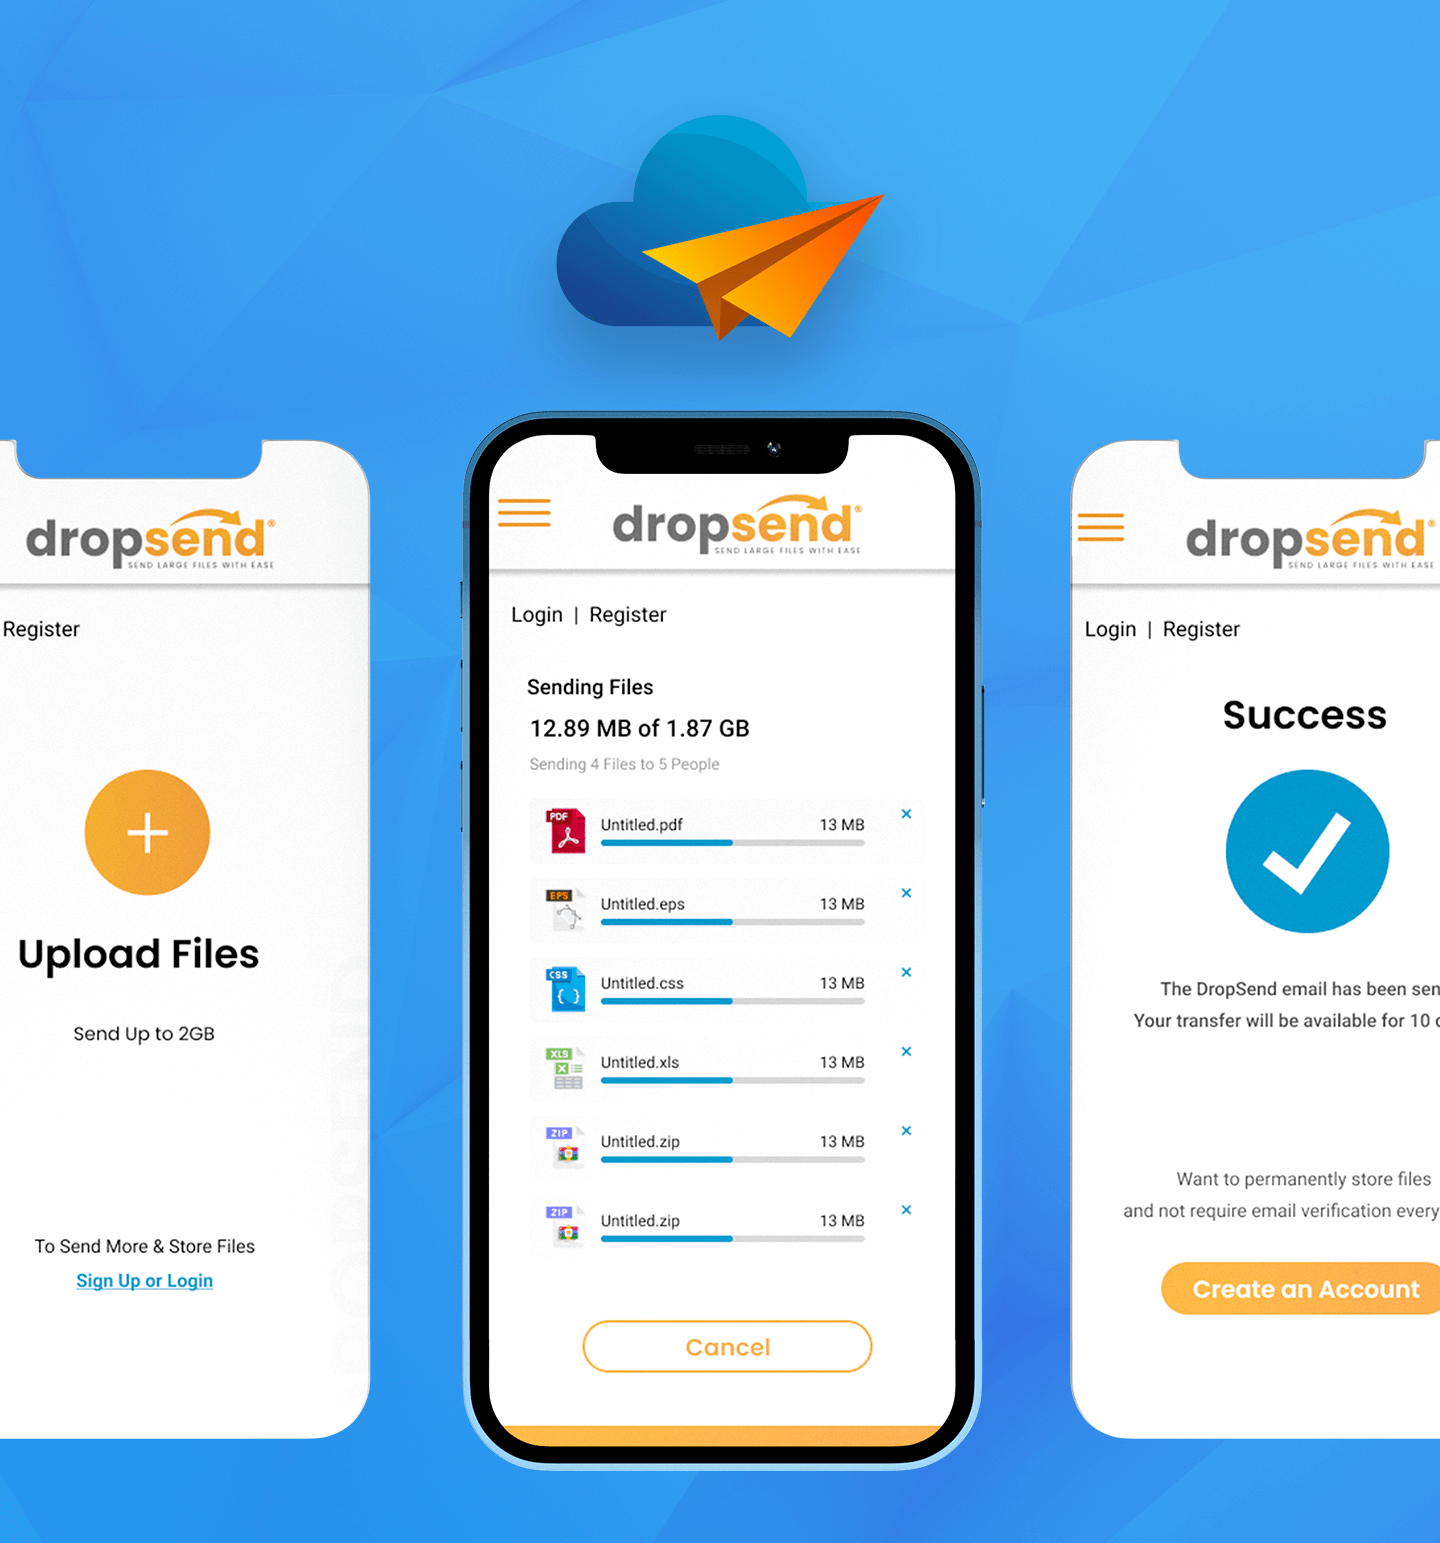 dropsend®
SEND LARGE FILES WITH EASE
Register
Upload Files
Send Up to 2GB
To Send More & Store Files
Sign Up or Login
DROPSEND
dropsend®
SEND LARGE FILES WITH EASE
Login | Register
Sending Files
12.89 MB of 1.87 GB
Sending 4 Files to 5 People
PDF
Untitled.pdf 13 MB
EPS
Untitled.eps 13 MB
CSS
Untitled.css 13 MB
XLS
Untitled.xls 13 MB
ZIP
Untitled.zip 13 MB
ZIP
Untitled.zip 13 MB
Cancel
dropsend®
SEND LARGE FILES WITH EASE
Login | Register
Success
The DropSend email has been sen
Your transfer will be available for 10
Want to permanently store files
and not require email verification every
Create an Account